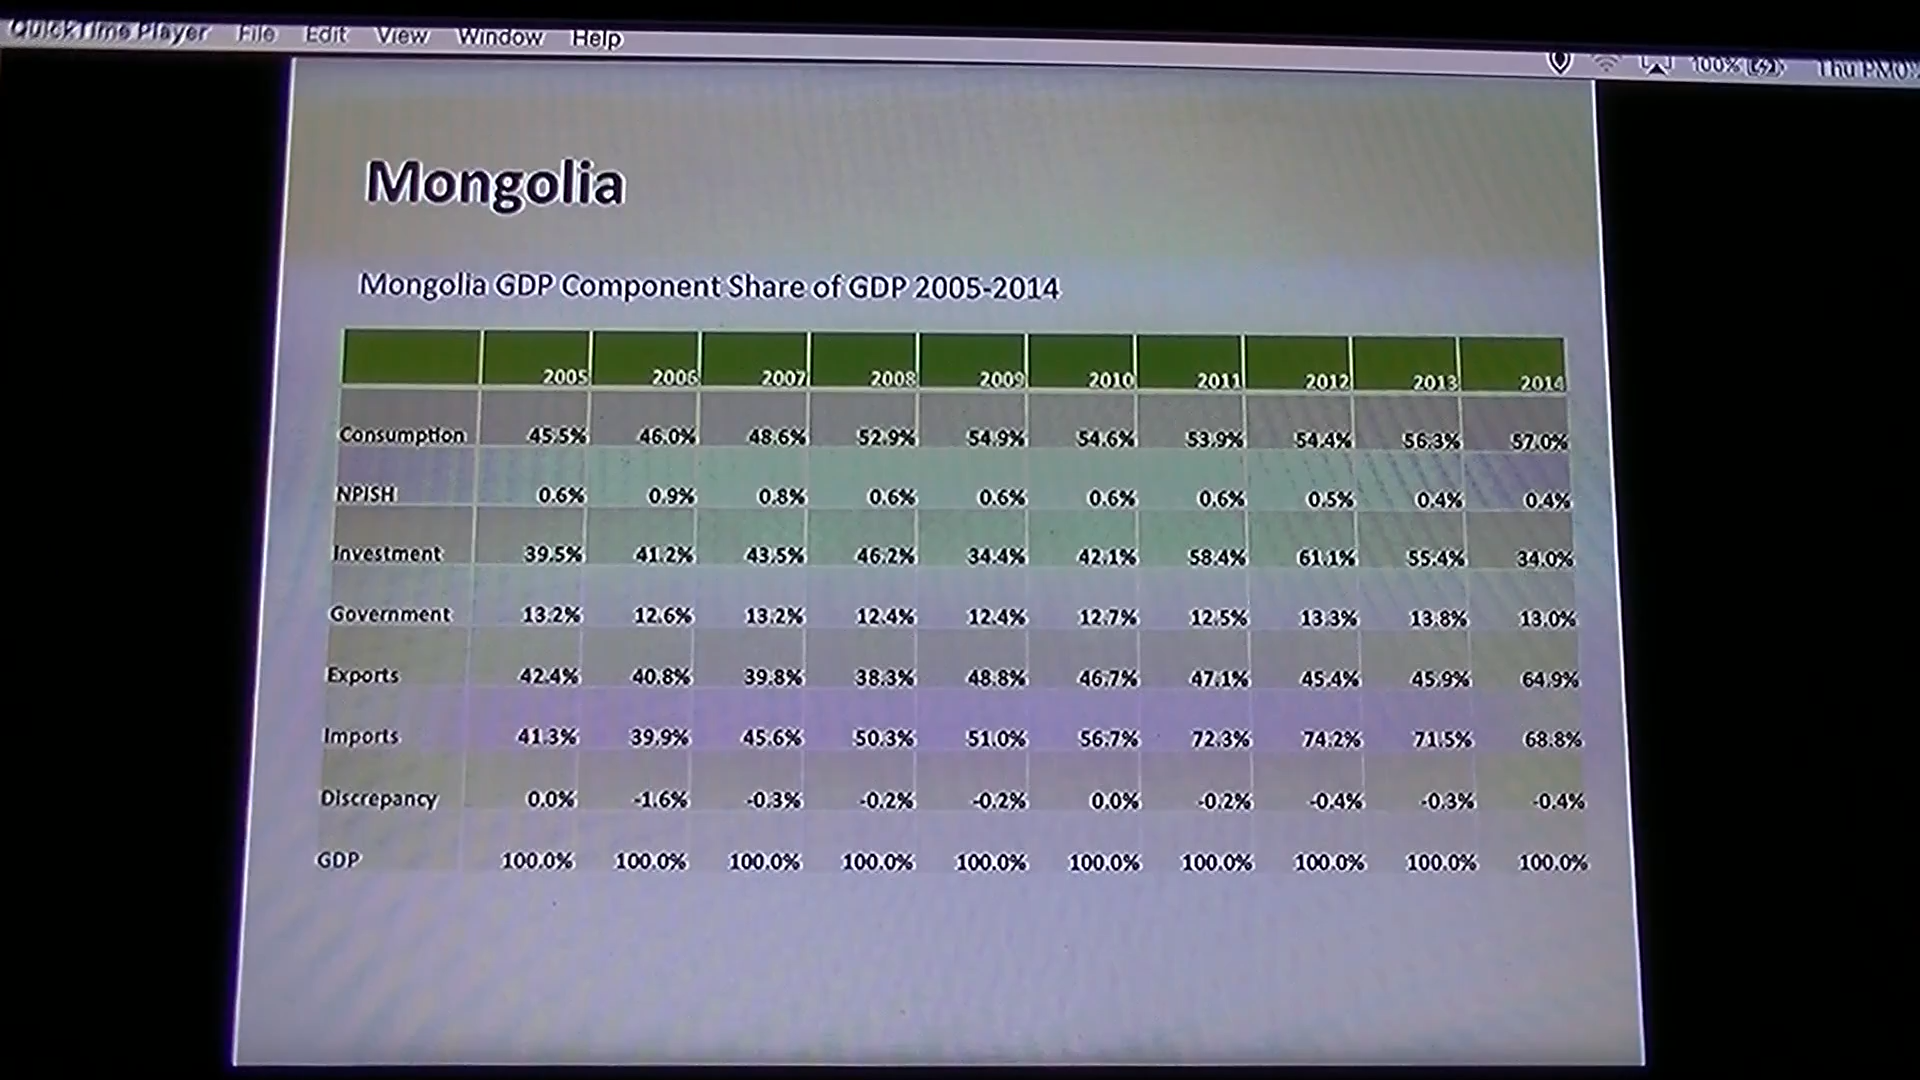 QuickTime Player File Edit View Window Help
100% Thu PM
Mongolia
Mongolia GDP Component Share of GDP 2005-2014
2005 2006 2007 2008 2009 2010 2011 2012 2013 2014
Consumption 45.5% 46.0% 48.6% 52.9% 54.9% 54.6% 53.9% 54.4% 56.3% 57.0%
NPISH 0.6% 0.9% 0.8% 0.6% 0.6% 0.6% 0.6% 0.5% 0.4% 0.4%
Investment 39.5% 41.2% 43.5% 46.2% 34.4% 42.1% 58.4% 61.1% 55.4% 34.0%
Government 13.2% 12.6% 13.2% 12.4% 12.4% 12.7% 12.5% 13.3% 13.8% 13.0%
Exports 42.4% 40.8% 39.8% 38.3% 48.8% 46.7% 47.1% 45.4% 45.9% 64.9%
Imports 41.3% 39.9% 45.6% 50.3% 51.0% 56.7% 72.3% 74.2% 71.5% 68.8%
Discrepancy 0.0% -1.6% -0.3% -0.2% -0.2% 0.0% -0.2% -0.4% -0.3% -0.4%
GDP 100.0% 100.0% 100.0% 100.0% 100.0% 100.0% 100.0% 100.0% 100.0% 100.0%